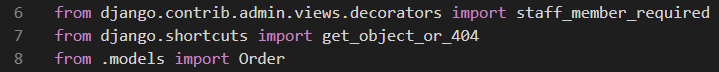 6 from django.contrib.admin.views.decorators import staff_member_required
7 from django.shortcuts import get_object_or_404
8 from .models import Order